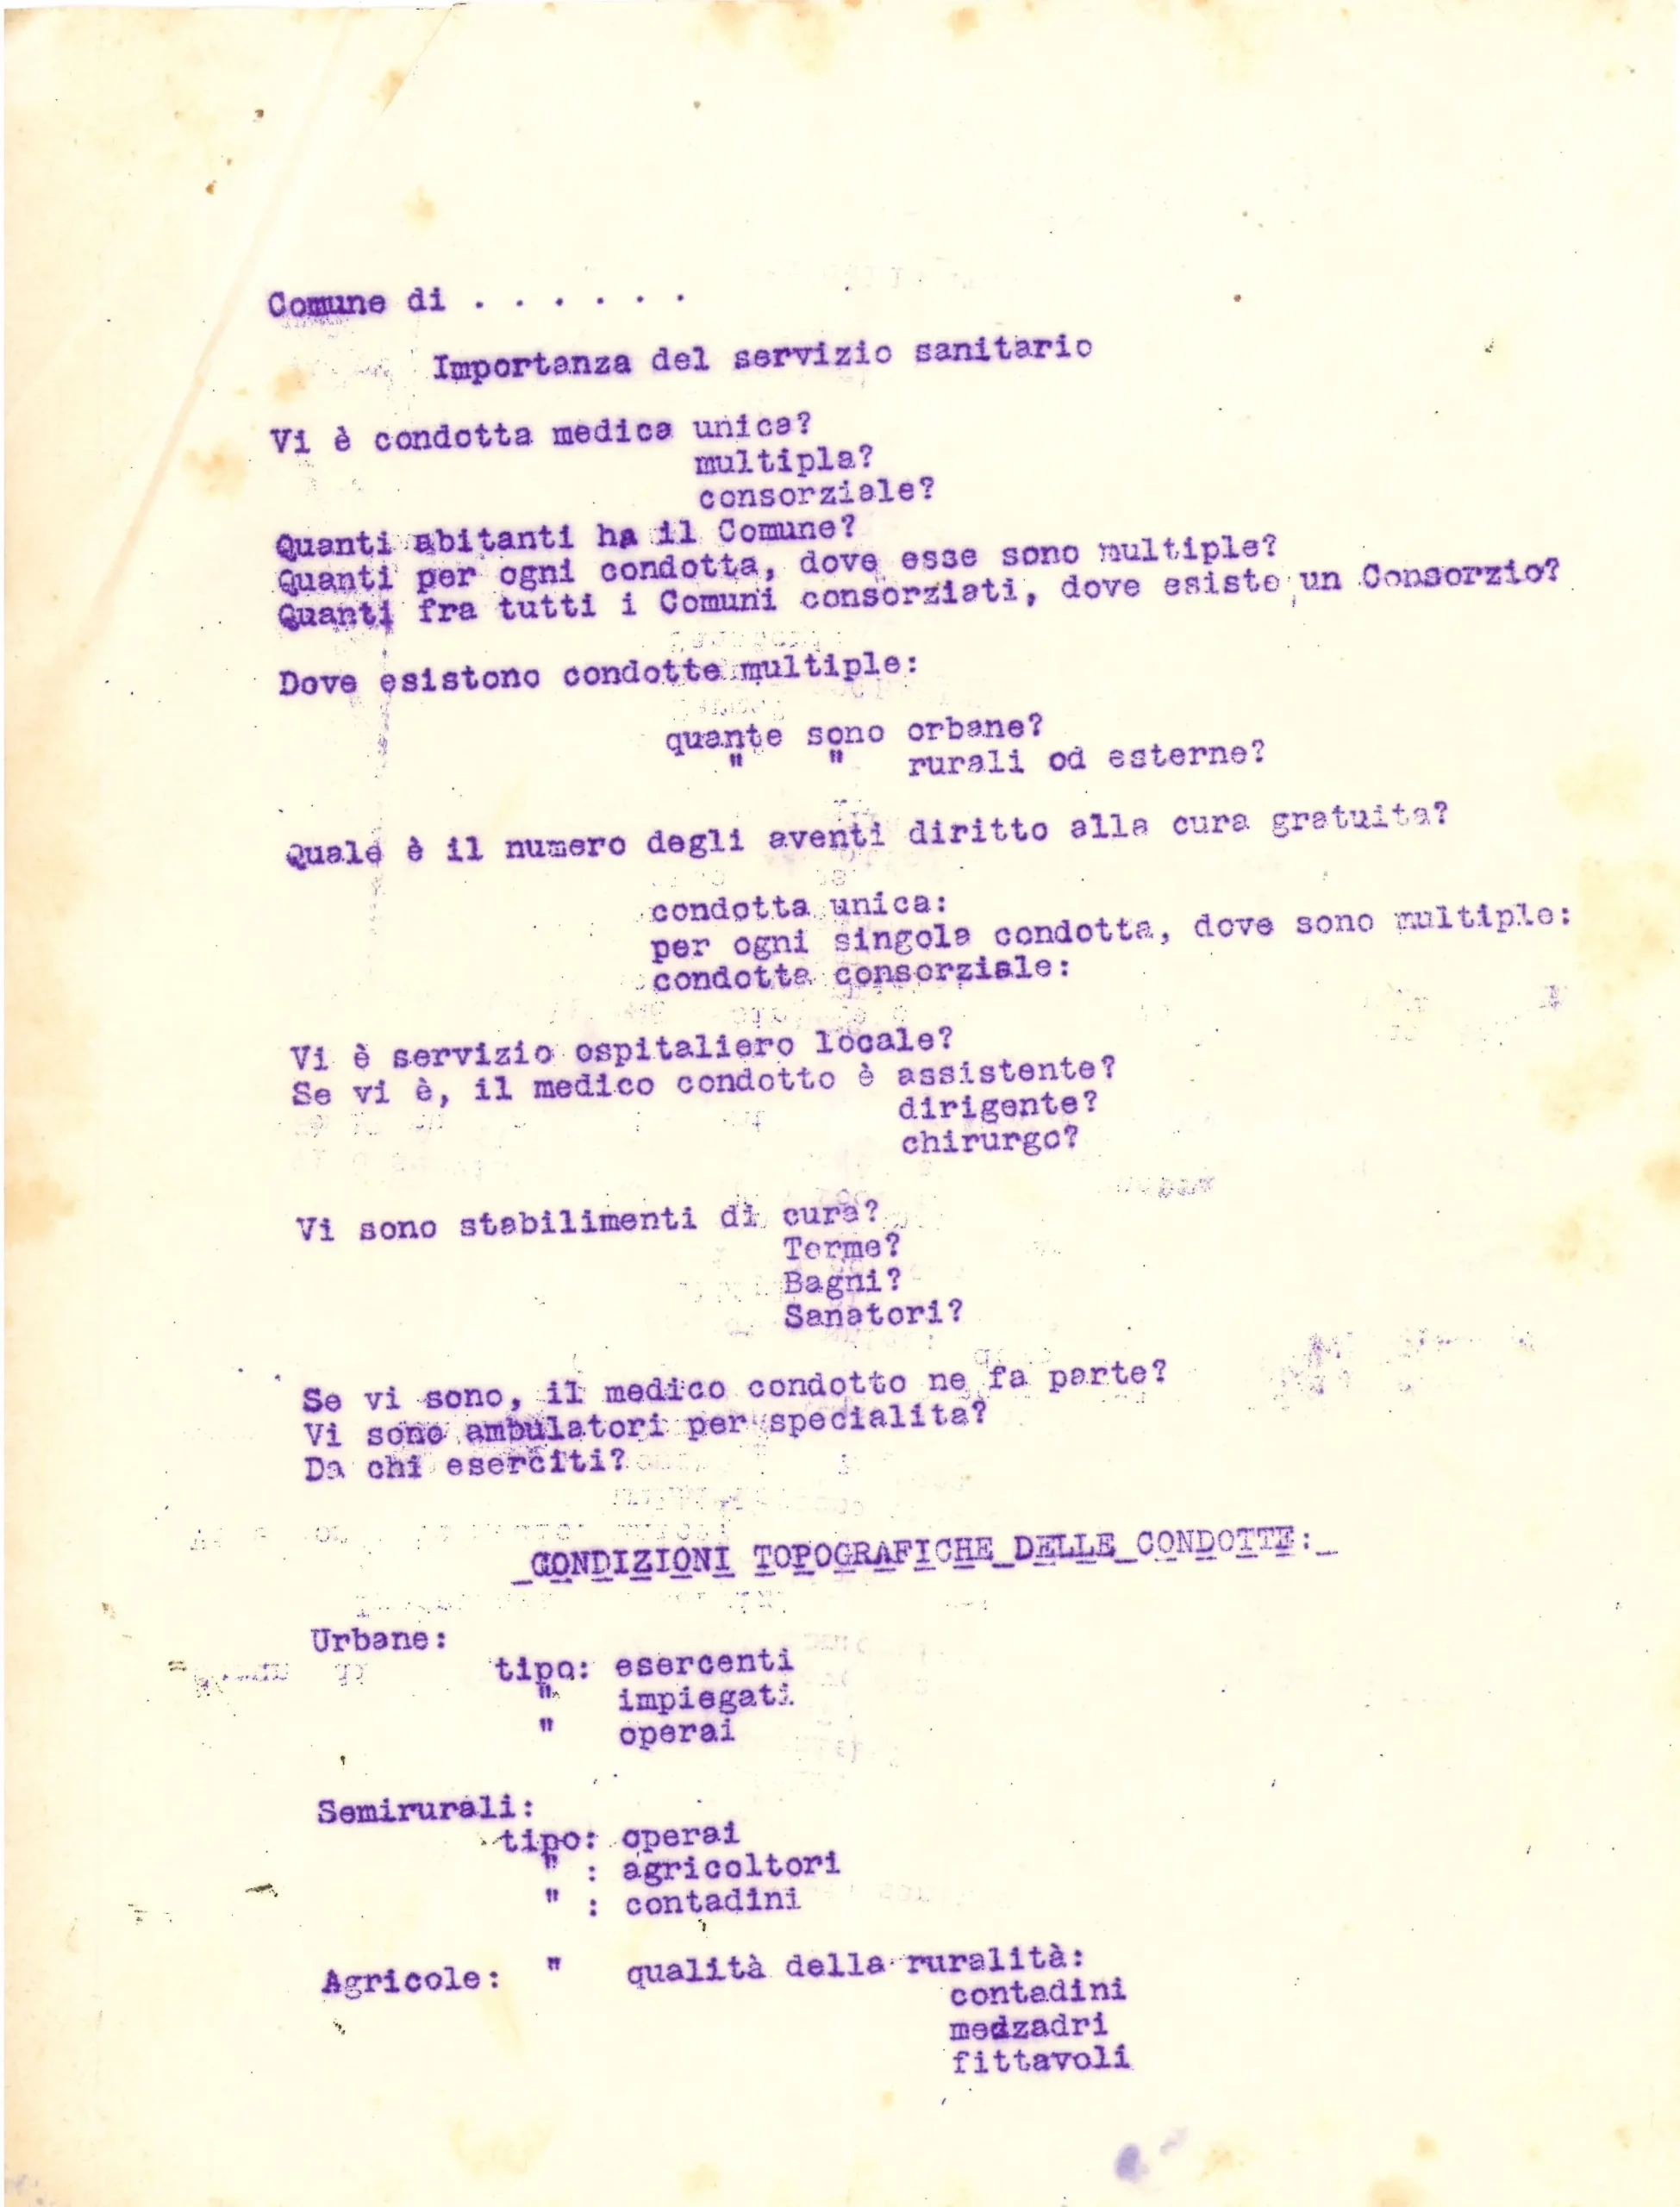 Comune di . . . . . .
Importanza del servizio sanitario
Vi è condotta medica unica?
multipla?
consorziale?
Quanti abitanti ha il Comune?
Quanti per ogni condotta, dove esse sono multiple?
Quanti fra tutti i Comuni consorziati, dove esiste un Consorzio?
Dove esistono condotte multiple:
quante sono orbane?
" " rurali od esterne?
Quale è il numero degli aventi diritto alla cura gratuita?
condotta unica:
per ogni singola condotta, dove sono multiple:
condotta consorziale:
Vi è servizio ospitaliero locale?
Se vi è, il medico condotto è assistente?
dirigente?
chirurgo?
Vi sono stabilimenti di cura?
Terme?
Bagni?
Sanatori?
Se vi sono, il medico condotto ne fa parte?
Vi sono ambulatori per specialita?
Da chi eserciti?
_CONDIZIONI TOPOGRAFICHE_DELLE_CONDOTTE:_
Urbane:
tipo: esercenti
" impiegati
" operai
Semirurali:
tipo: operai
" : agricoltori
" : contadini
Agricole: " qualità della ruralità:
contadini
medzadri
fittavoli